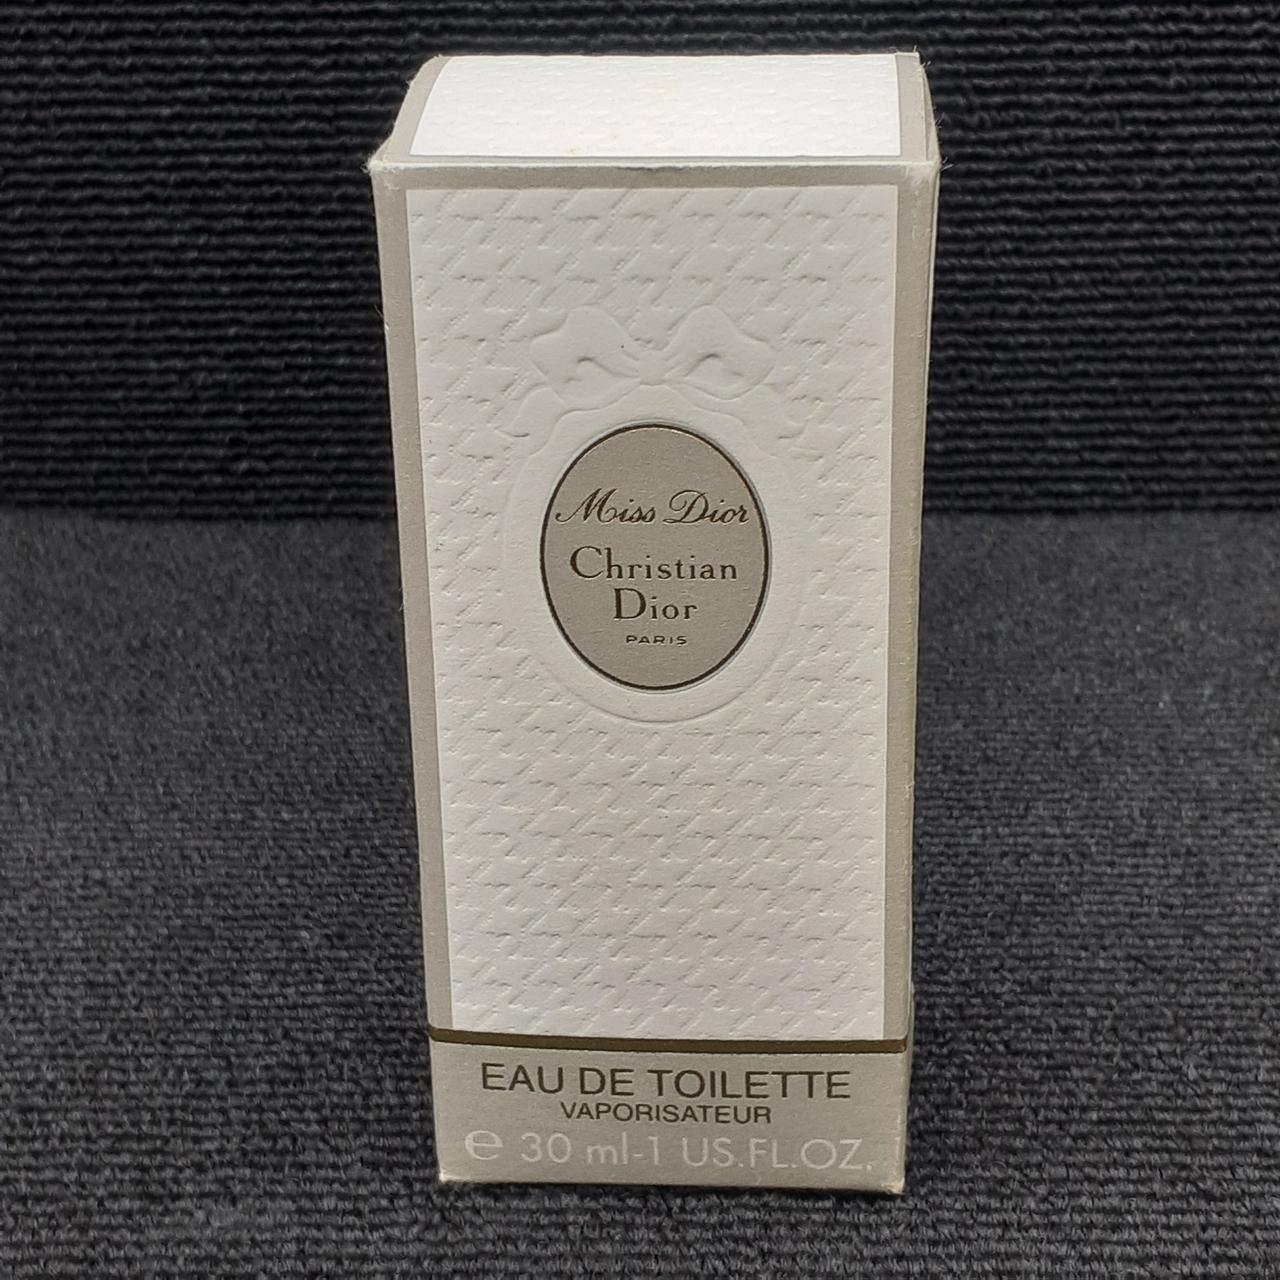 Miss Dior
Christian
Dior
PARIS
EAU DE TOILETTE
VAPORISATEUR
℮ 30 ml-1 US.FL.OZ.